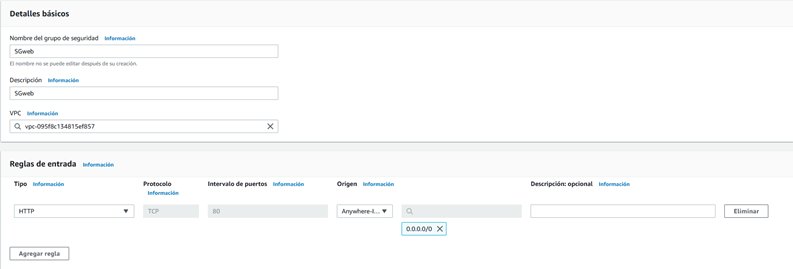 Detalles básicos
Nombre del grupo de seguridad Información
SGweb
El nombre no se puede editar después de su creación.
Descripción Información
SGweb
VPC Información
vpc-095f8c134815ef857
Reglas de entrada Información
Tipo Información Protocolo Información Intervalo de puertos Información Origen Información Descripción: opcional Información
HTTP TCP 80 Anywhere-I... Eliminar
0.0.0.0/0
Agregar regla